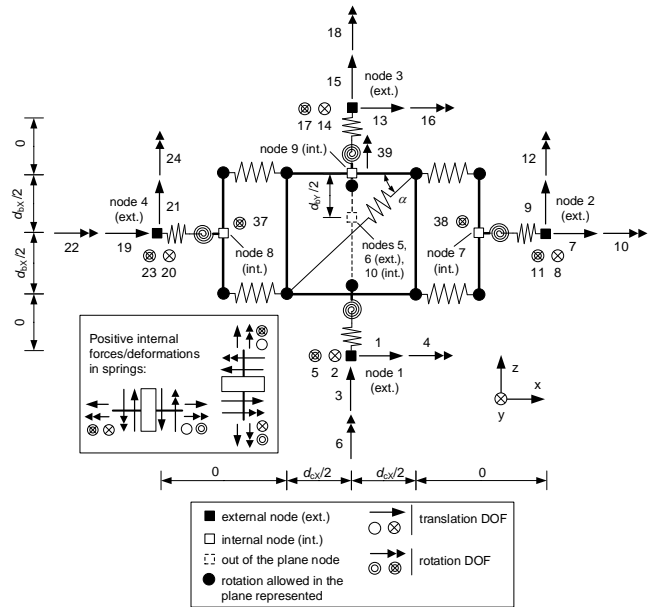 18
15
node 3
(ext.)
17
14
13
16
0
node 9 (int.)
39
24
12
d_bX/2
d_bY/2
α
node 4
(ext.)
21
37
38
9
node 2
(ext.)
22
19
nodes 5,
6 (ext.),
10 (int.)
7
10
23
20
node 8
(int.)
node 7
(int.)
11
8
d_bX/2
0
Positive internal
forces/deformations
in springs:
1
4
5
2
node 1
(ext.)
3
6
z
x
y
0
d_cX/2
d_cX/2
0
external node (ext.)
internal node (int.)
out of the plane node
rotation allowed in the
plane represented
translation DOF
rotation DOF